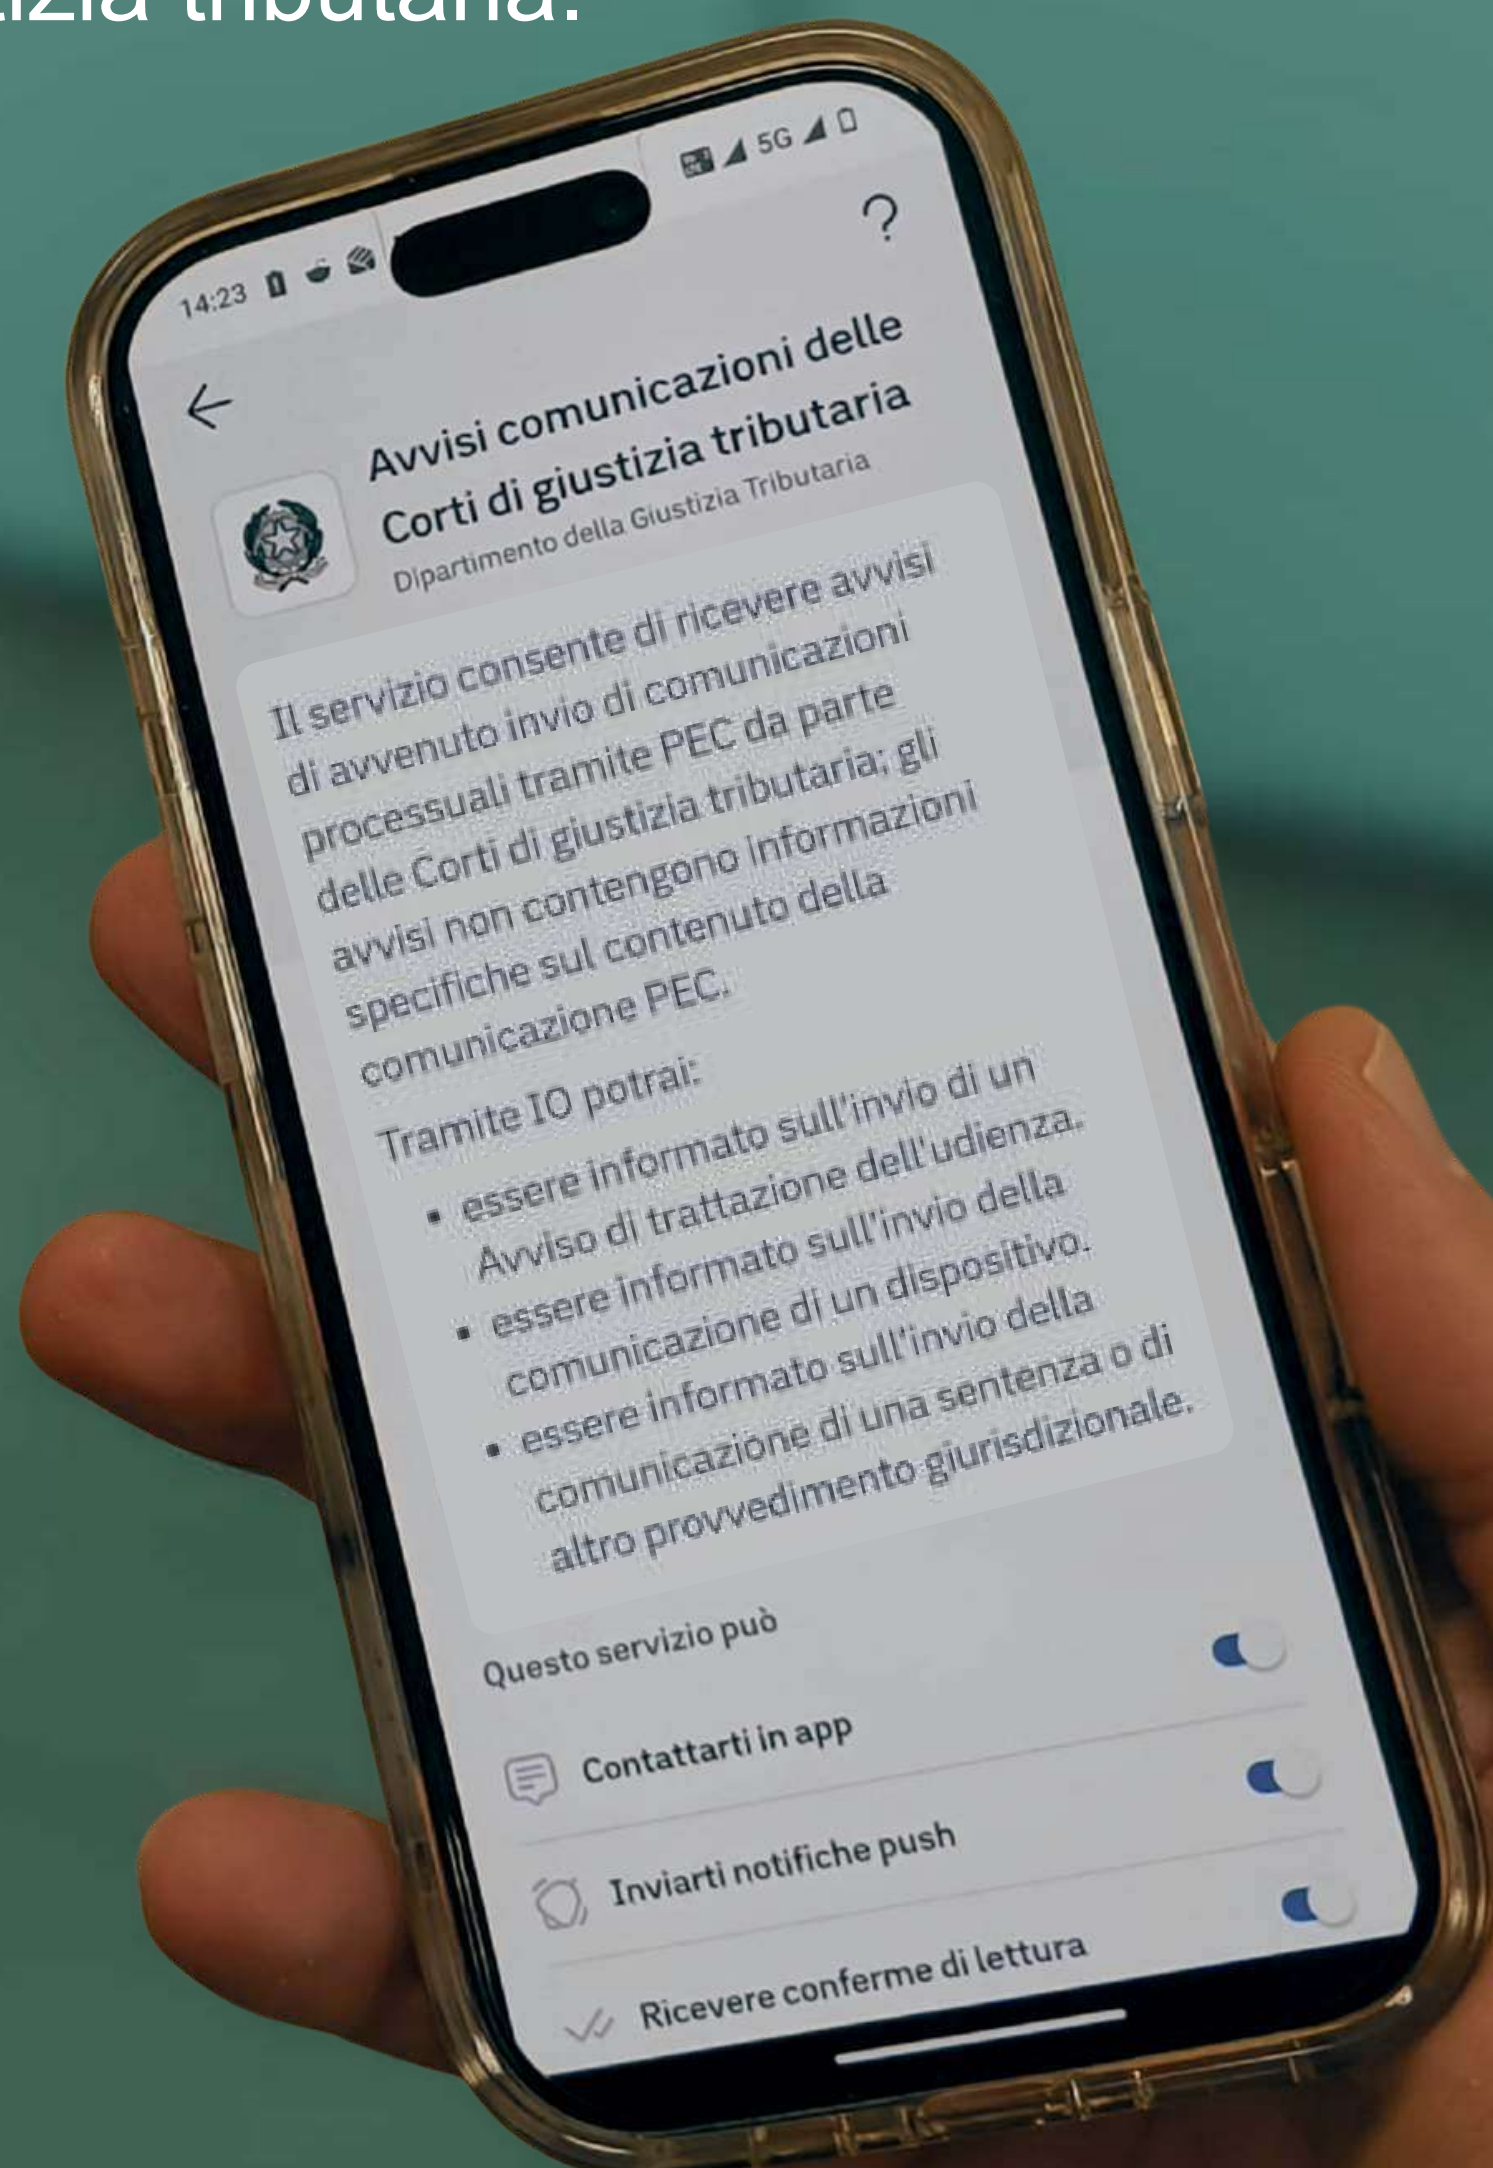 tizia tributaria.
14:23
5G
?
Avvisi comunicazioni delle
Corti di giustizia tributaria
Dipartimento della Giustizia Tributaria
Il servizio consente di ricevere avvisi
di avvenuto invio di comunicazioni
processuali tramite PEC da parte
delle Corti di giustizia tributaria; gli
avvisi non contengono informazioni
specifiche sul contenuto della
comunicazione PEC.
Tramite IO potrai:
▪ essere informato sull'invio di un
Avviso di trattazione dell'udienza.
▪ essere informato sull'invio della
comunicazione di un dispositivo.
▪ essere informato sull'invio della
comunicazione di una sentenza o di
altro provvedimento giurisdizionale.
Questo servizio può
Contattarti in app
Inviarti notifiche push
Ricevere conferme di lettura